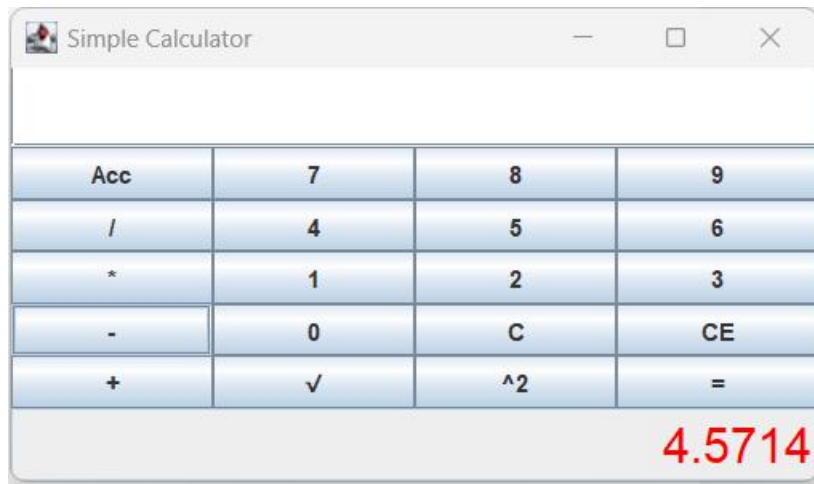 Simple Calculator
Acc 7 8 9
/ 4 5 6
* 1 2 3
- 0 C CE
+ √ ^2 =
4.5714